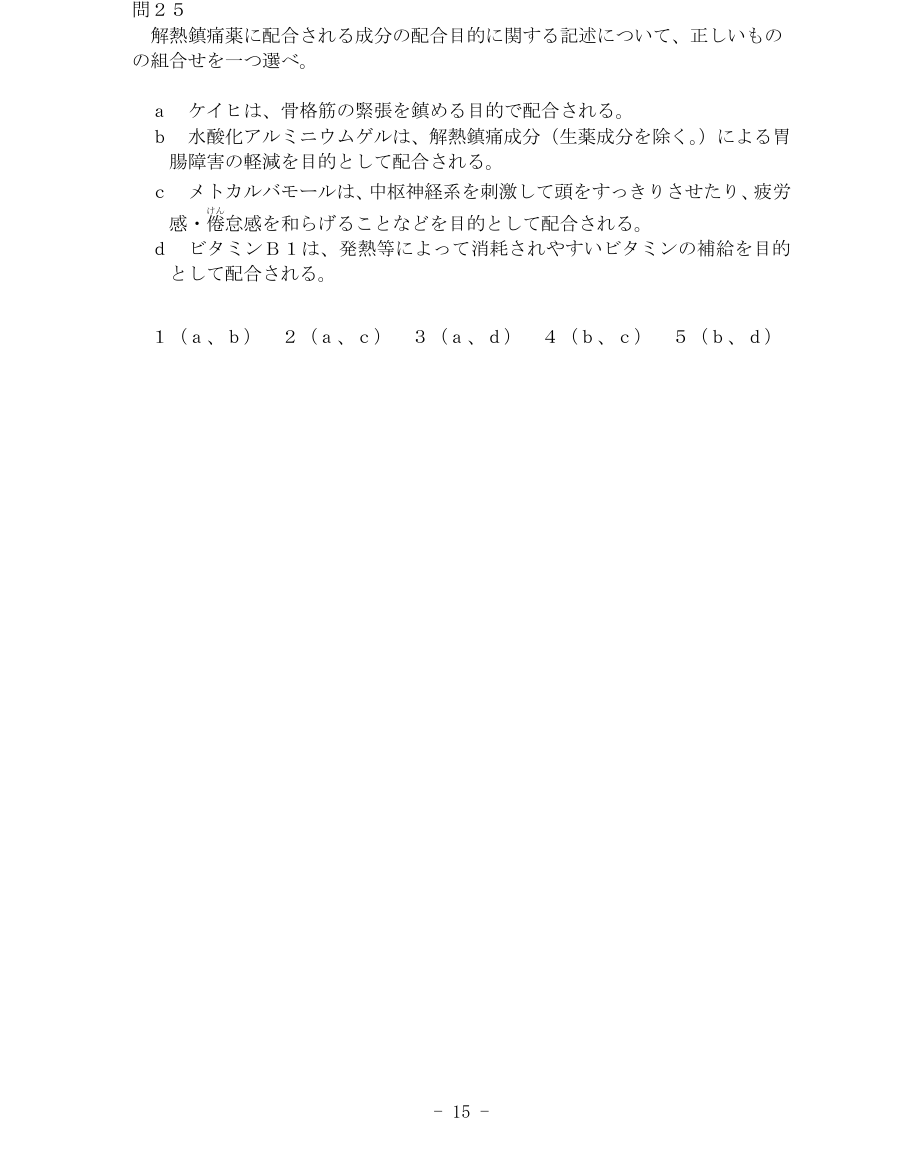 問２５
解熱鎮痛薬に配合される成分の配合目的に関する記述について、正しいもの
の組合せを一つ選べ。
ａ　ケイヒは、骨格筋の緊張を鎮める目的で配合される。
ｂ　水酸化アルミニウムゲルは、解熱鎮痛成分（生薬成分を除く。）による胃
腸障害の軽減を目的として配合される。
ｃ　メトカルバモールは、中枢神経系を刺激して頭をすっきりさせたり、疲労
けん
感・倦怠感を和らげることなどを目的として配合される。
ｄ　ビタミンＢ１は、発熱等によって消耗されやすいビタミンの補給を目的
として配合される。
１（ａ、ｂ）　２（ａ、ｃ）　３（ａ、ｄ）　４（ｂ、ｃ）　５（ｂ、ｄ）
- 15 -